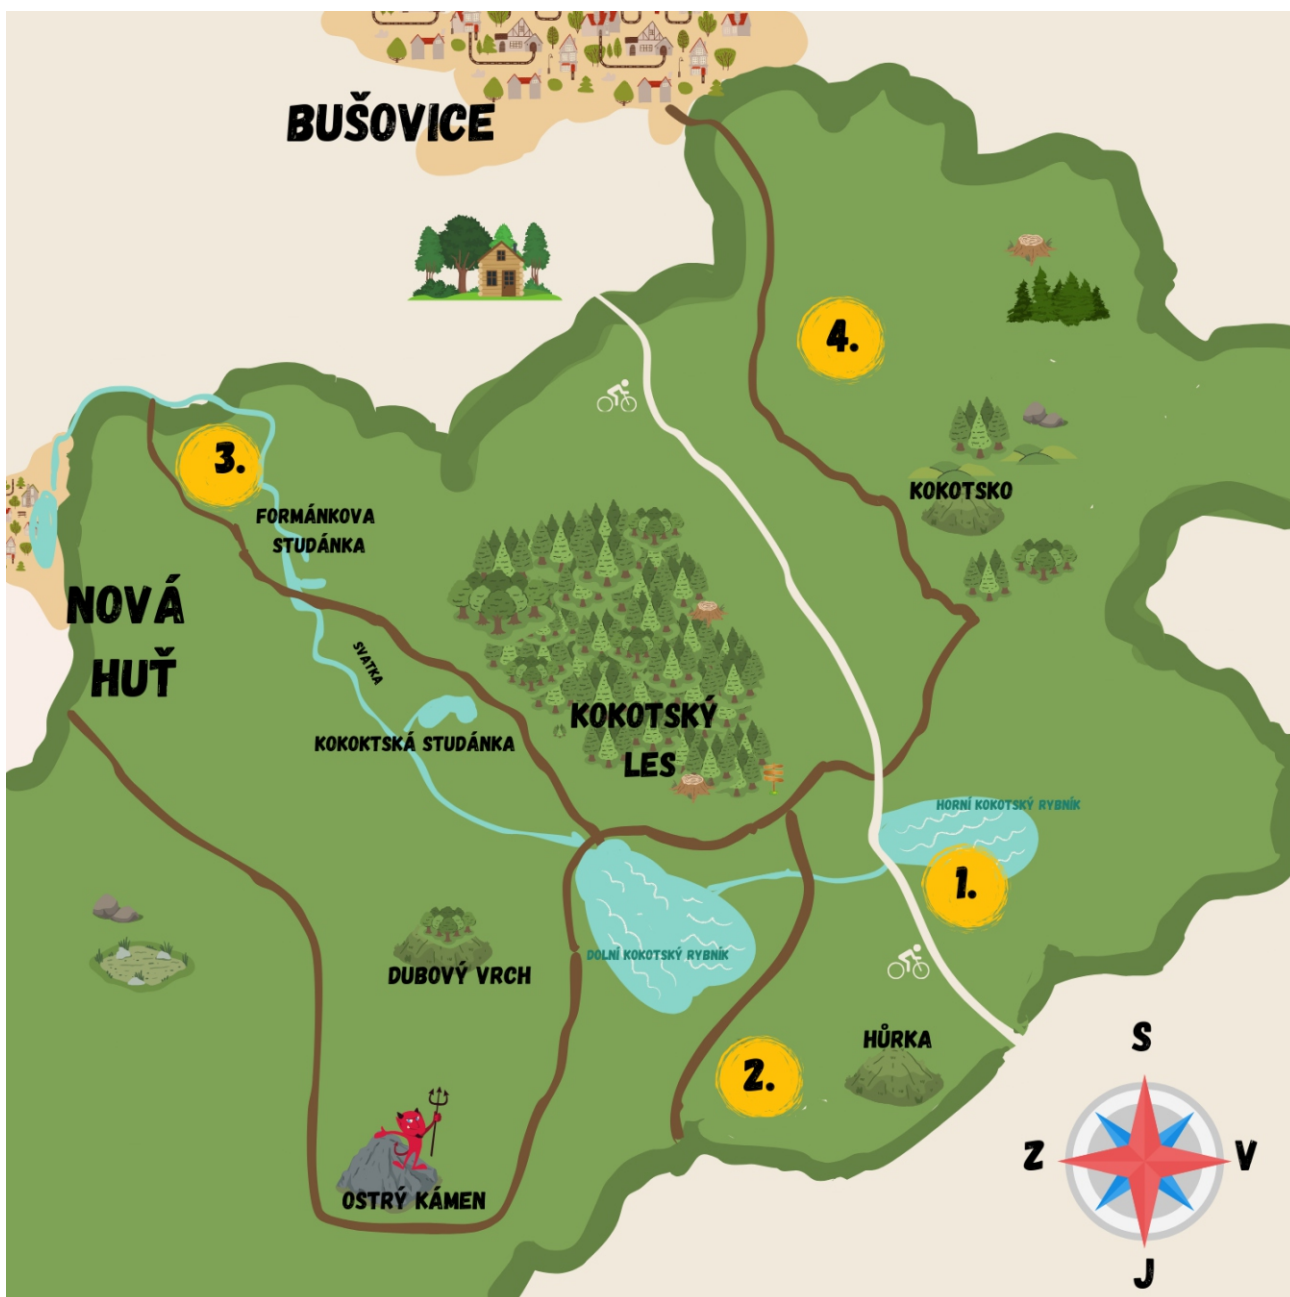 BUŠOVICE
4.
3.
KOKOTSKO
FORMÁNKOVA
STUDÁNKA
NOVÁ
HUŤ
SVATKA
KOKOTSKÝ
LES
KOKOKTSKÁ STUDÁNKA
HORNÍ KOKOTSKÝ RYBNÍK
1.
DOLNÍ KOKOTSKÝ RYBNÍK
DUBOVÝ VRCH
HŮRKA
2.
OSTRÝ KÁMEN
S
Z
V
J